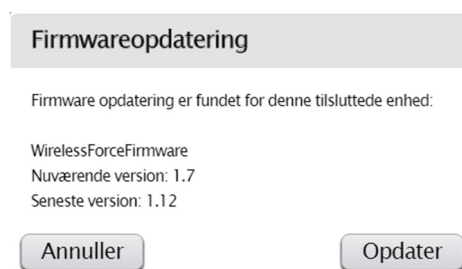 Firmwareopdatering
Firmware opdatering er fundet for denne tilsluttede enhed:
WirelessForceFirmware
Nuværende version: 1.7
Seneste version: 1.12
Annuller
Opdater